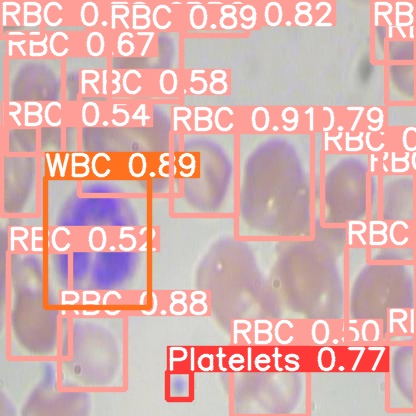 RBC 0.
RBC 0.89
0.82
RB
RBC 0.67
RBC 0.58
RBC 0.54
RBC 0.91
0.79
RBC 0
RB
WBC 0.89
RBC 0.52
RBC
RBC 0.88
RBC 0.50
Platelets 0.77